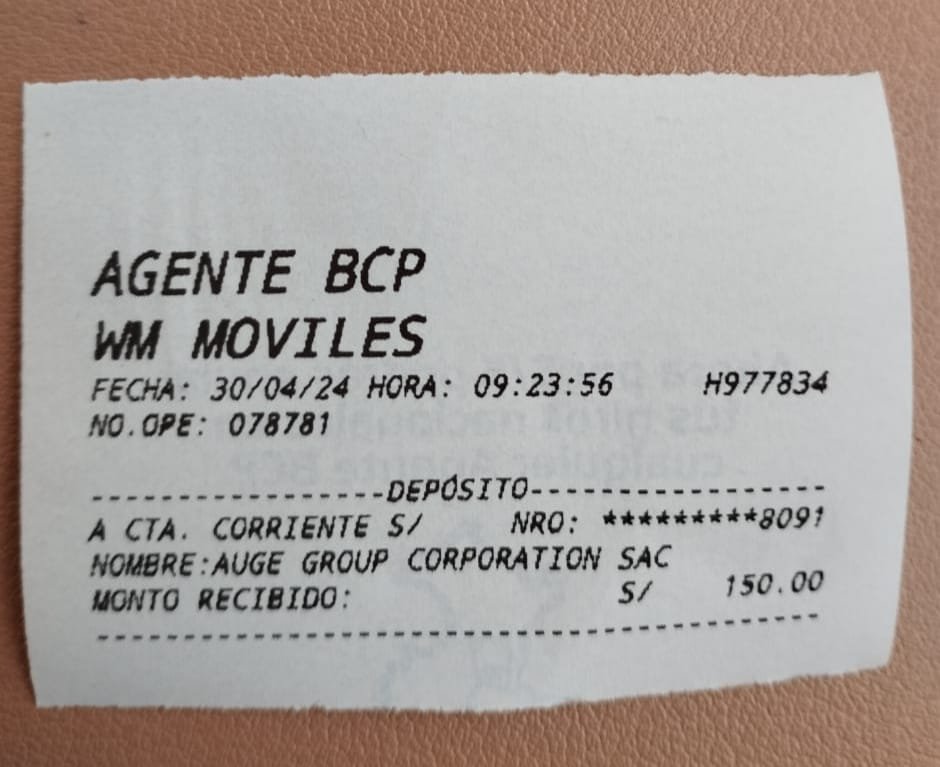 AGENTE BCP
WM MOVILES
FECHA: 30/04/24 HORA: 09:23:56 H977834
NO.OPE: 078781
-----------------DEPÓSITO-----------------
A CTA. CORRIENTE S/ NRO: *********8091
NOMBRE:AUGE GROUP CORPORATION SAC
MONTO RECIBIDO: S/ 150.00
------------------------------------------